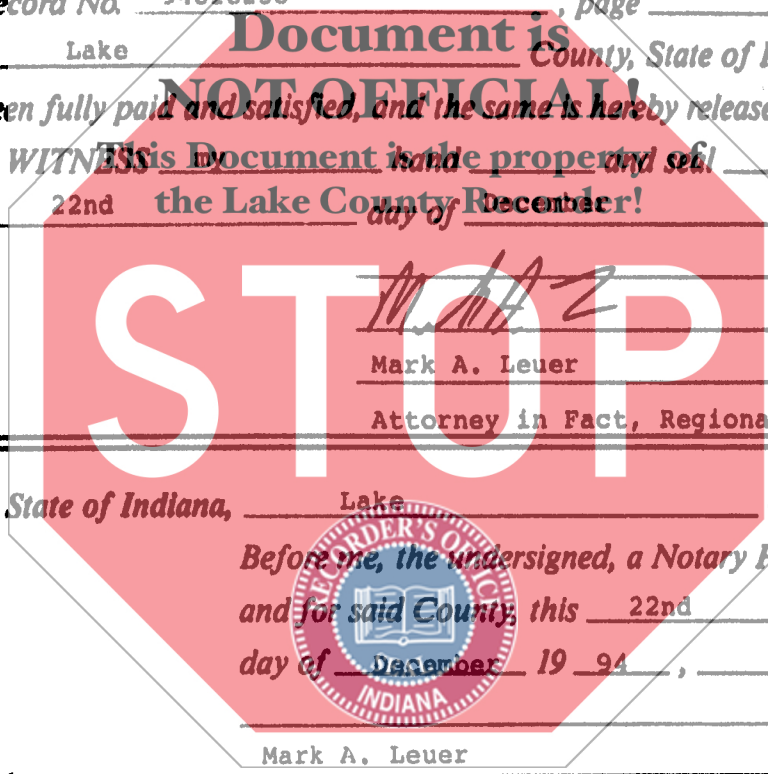 ecord No. , page
Document is
Lake County, State of I
NOT OFFICIAL!
en fully paid and satisfied, and the same is hereby release
This Document is the property of
WITNESS my hand and seal
the Lake County Recorder!
22nd day of December
STOP
Mark A. Leuer
Attorney in Fact, Regiona
State of Indiana, Lake
RECORDER'S OFFICE
Before me, the undersigned, a Notary P
and for said County, this 22nd
day of December 19 94 ,
INDIANA
Mark A. Leuer